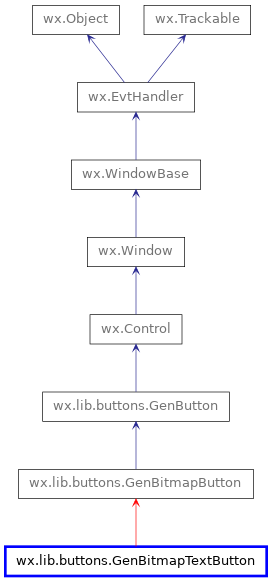 wx.Object
wx.Trackable
wx.EvtHandler
wx.WindowBase
wx.Window
wx.Control
wx.lib.buttons.GenButton
wx.lib.buttons.GenBitmapButton
wx.lib.buttons.GenBitmapTextButton